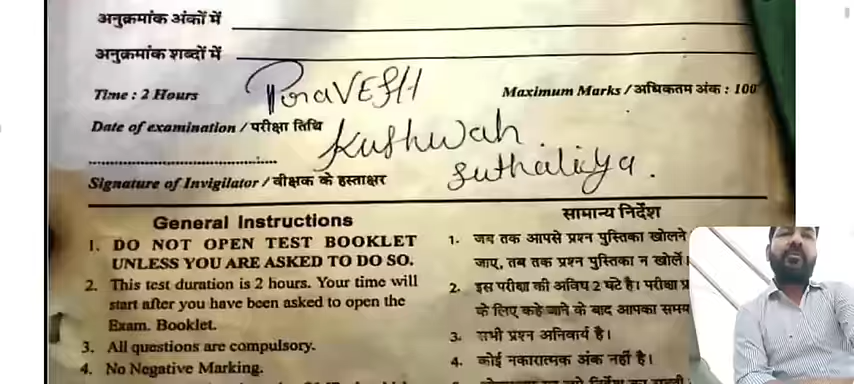 अनुक्रमांक अंकों में
अनुक्रमांक शब्दों में
Time : 2 Hours
PraVESH
Maximum Marks / अधिकतम अंक : 100
Date of examination / परीक्षा तिथि
Kushwah
Suthaliya.
Signature of Invigilator / वीक्षक के हस्ताक्षर
General Instructions
1. DO NOT OPEN TEST BOOKLET
UNLESS YOU ARE ASKED TO DO SO.
2. This test duration is 2 hours. Your time will
start after you have been asked to open the
Exam. Booklet.
3. All questions are compulsory.
4. No Negative Marking.
सामान्य निर्देश
1. जब तक आपसे प्रश्न पुस्तिका खोलने
जाए, तब तक प्रश्न पुस्तिका न खोलें।
2. इस परीक्षा की अवधि 2 घंटे है। परीक्षा
के लिए कहे जाने के बाद आपका समय
3. सभी प्रश्न अनिवार्य है।
4. कोई नकारात्मक अंक नहीं है।